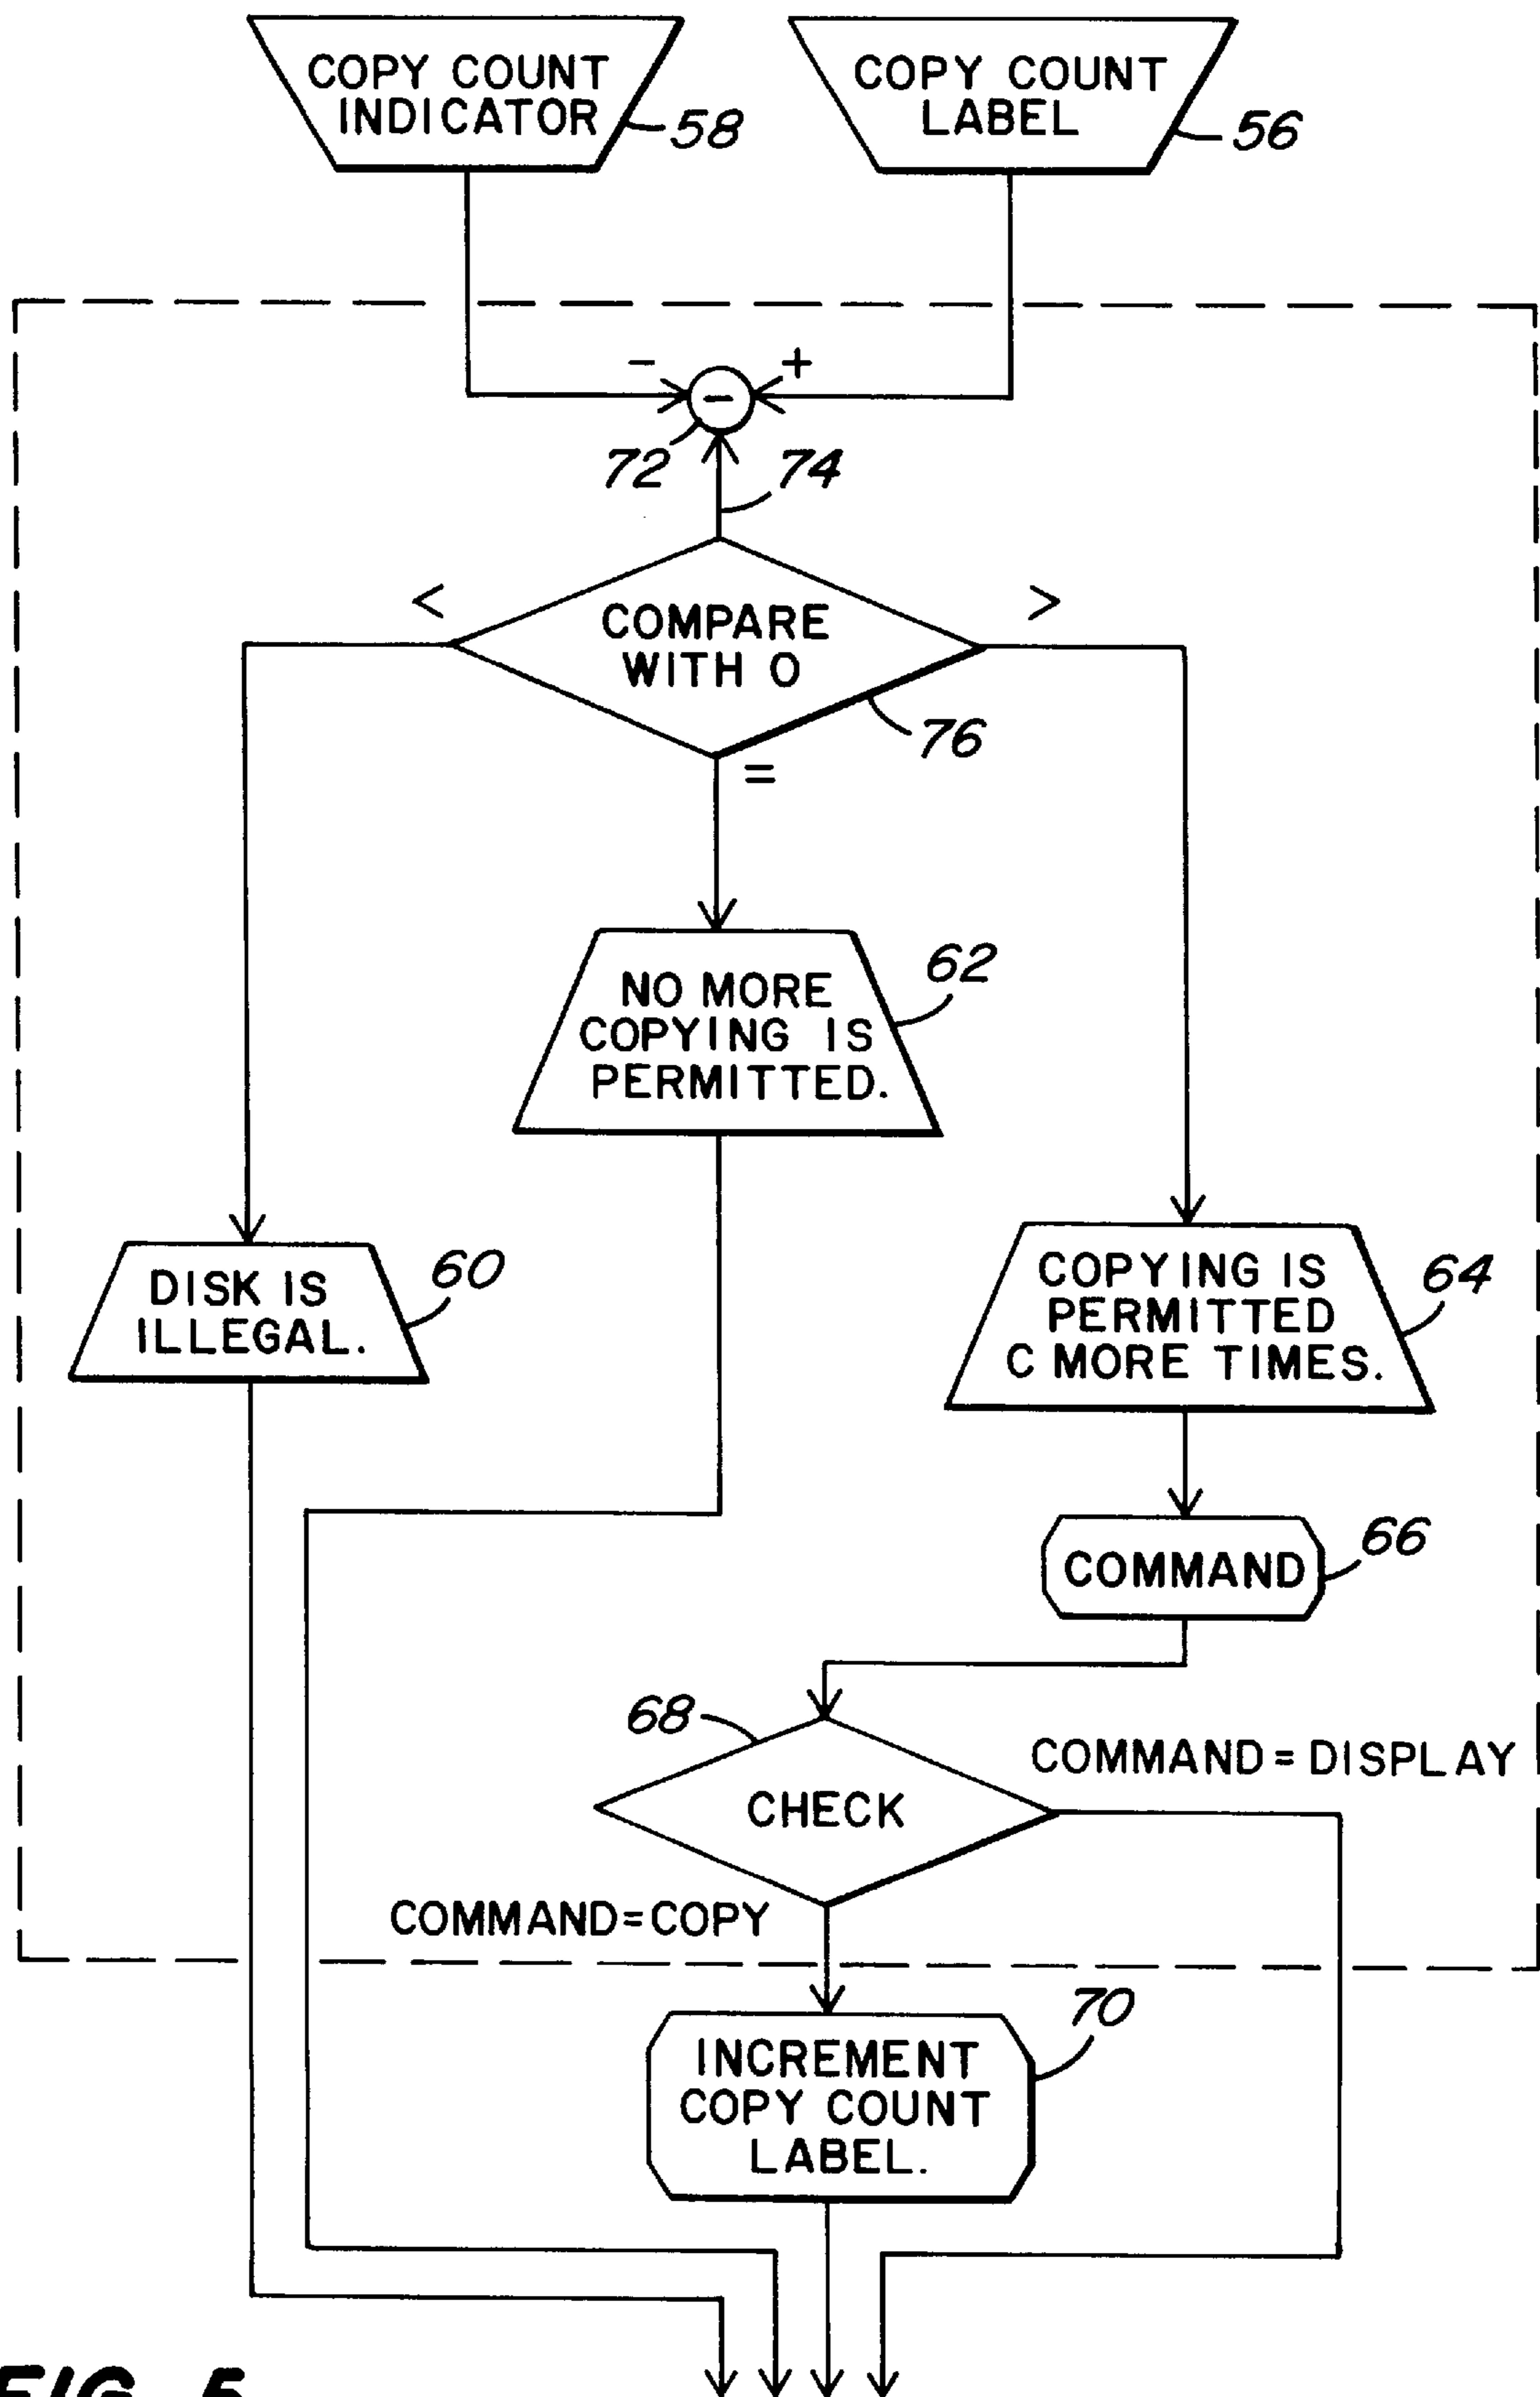 COPY COUNT
INDICATOR
58
COPY COUNT
LABEL
56
-
+
-
72
74
<
COMPARE
WITH 0
>
76
=
NO MORE
COPYING IS
PERMITTED.
62
DISK IS
ILLEGAL.
60
COPYING IS
PERMITTED
C MORE TIMES.
64
COMMAND
66
68
CHECK
COMMAND=DISPLAY
COMMAND=COPY
INCREMENT
COPY COUNT
LABEL.
70
FIG. 5